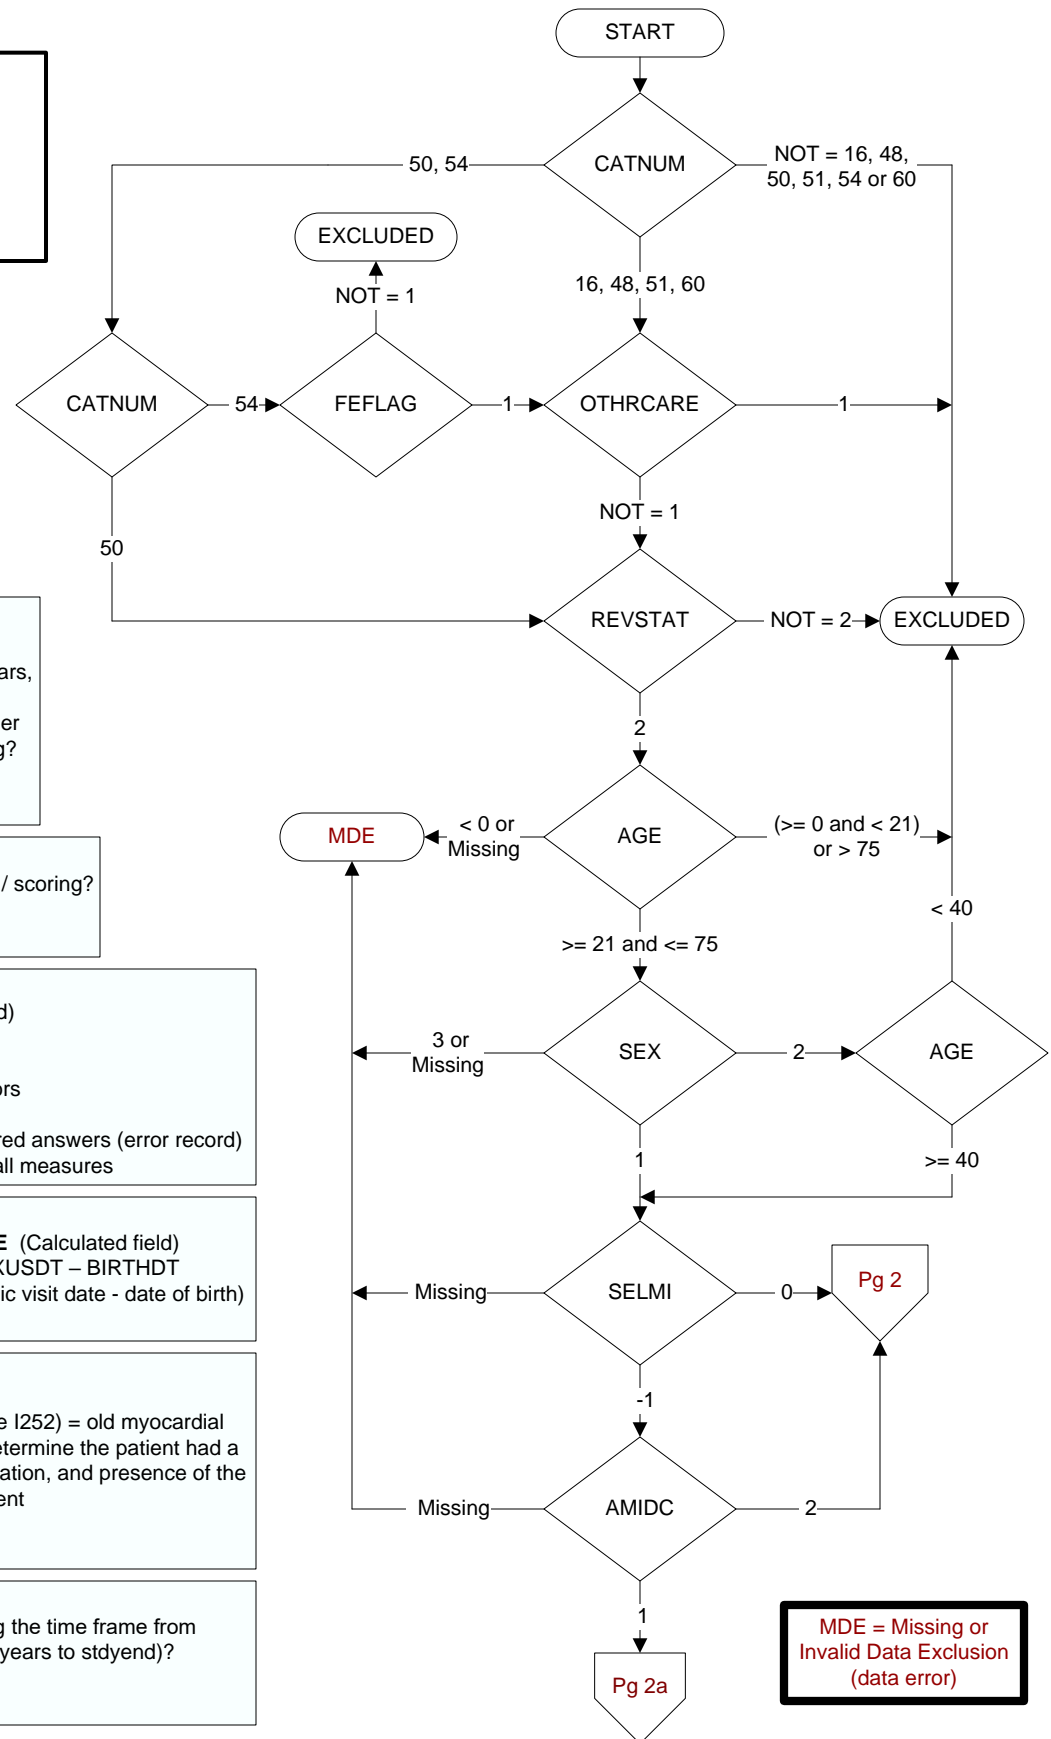 START
CATNUM
50, 54
NOT = 16, 48,
50, 51, 54 or 60
EXCLUDED
NOT = 1
16, 48, 51, 60
CATNUM
54
FEFLAG
1
OTHRCARE
1
NOT = 1
50
REVSTAT
NOT = 2
EXCLUDED
2
MDE
< 0 or
Missing
AGE
(>= 0 and < 21)
or > 75
>= 21 and <= 75
< 40
3 or
Missing
SEX
2
AGE
1
>= 40
Missing
SELMI
0
Pg 2
-1
Missing
AMIDC
2
1
Pg 2a
MDE = Missing or
Invalid Data Exclusion
(data error)
ars,
er
g?
/ scoring?
d)
ors
red answers (error record)
all measures
E (Calculated field)
XUSDT – BIRTHDT
ic visit date - date of birth)
e I252) = old myocardial
etermine the patient had a
ation, and presence of the
ent
g the time frame from
years to stdyend)?